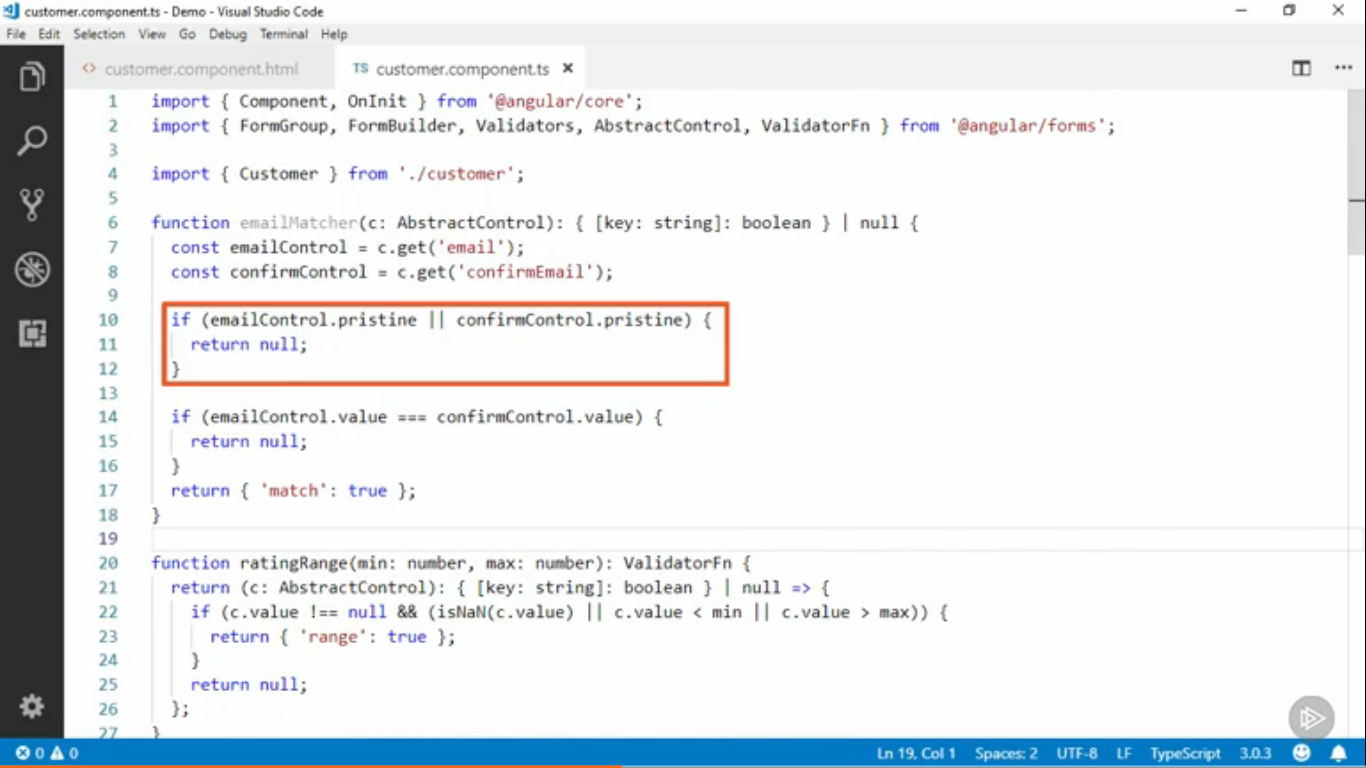 customer.component.ts - Demo - Visual Studio Code
File Edit Selection View Go Debug Terminal Help
<> customer.component.html TS customer.component.ts ×
1 import { Component, OnInit } from '@angular/core';
2 import { FormGroup, FormBuilder, Validators, AbstractControl, ValidatorFn } from '@angular/forms';
3
4 import { Customer } from './customer';
5
6 function emailMatcher(c: AbstractControl): { [key: string]: boolean } | null {
7 const emailControl = c.get('email');
8 const confirmControl = c.get('confirmEmail');
9
10 if (emailControl.pristine || confirmControl.pristine) {
11 return null;
12 }
13
14 if (emailControl.value === confirmControl.value) {
15 return null;
16 }
17 return { 'match': true };
18 }
19
20 function ratingRange(min: number, max: number): ValidatorFn {
21 return (c: AbstractControl): { [key: string]: boolean } | null => {
22 if (c.value !== null && (isNaN(c.value) || c.value < min || c.value > max)) {
23 return { 'range': true };
24 }
25 return null;
26 };
27 }
0 0 Ln 19, Col 1 Spaces: 2 UTF-8 LF TypeScript 3.0.3